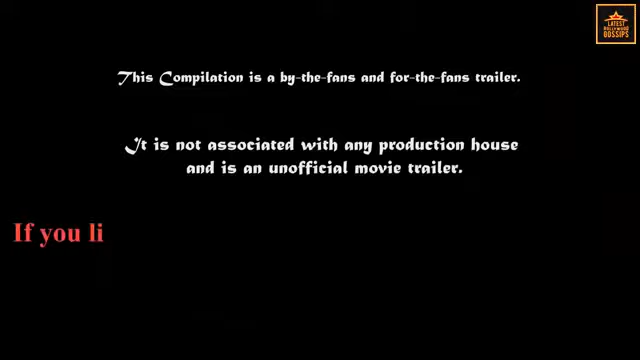 LATEST
BOLLYWOOD
GOSSIPS
This Compilation is a by-the-fans and for-the-fans trailer.
It is not associated with any production house
and is an unofficial movie trailer.
If you li